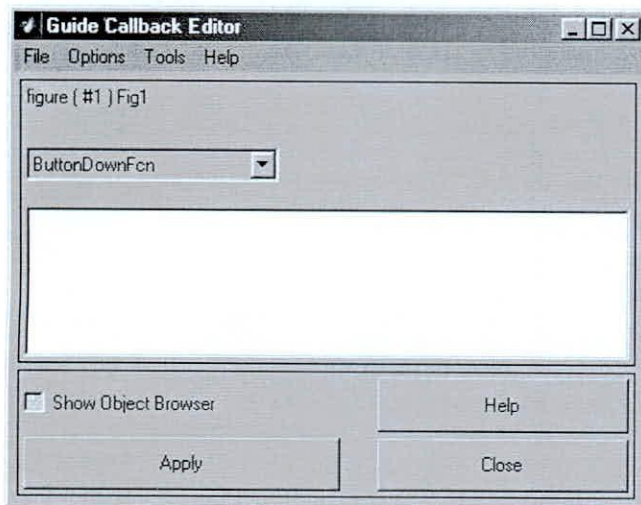 Guide Callback Editor
File Options Tools Help
figure ( #1 ) Fig1
ButtonDownFcn
Show Object Browser
Help
Apply
Close